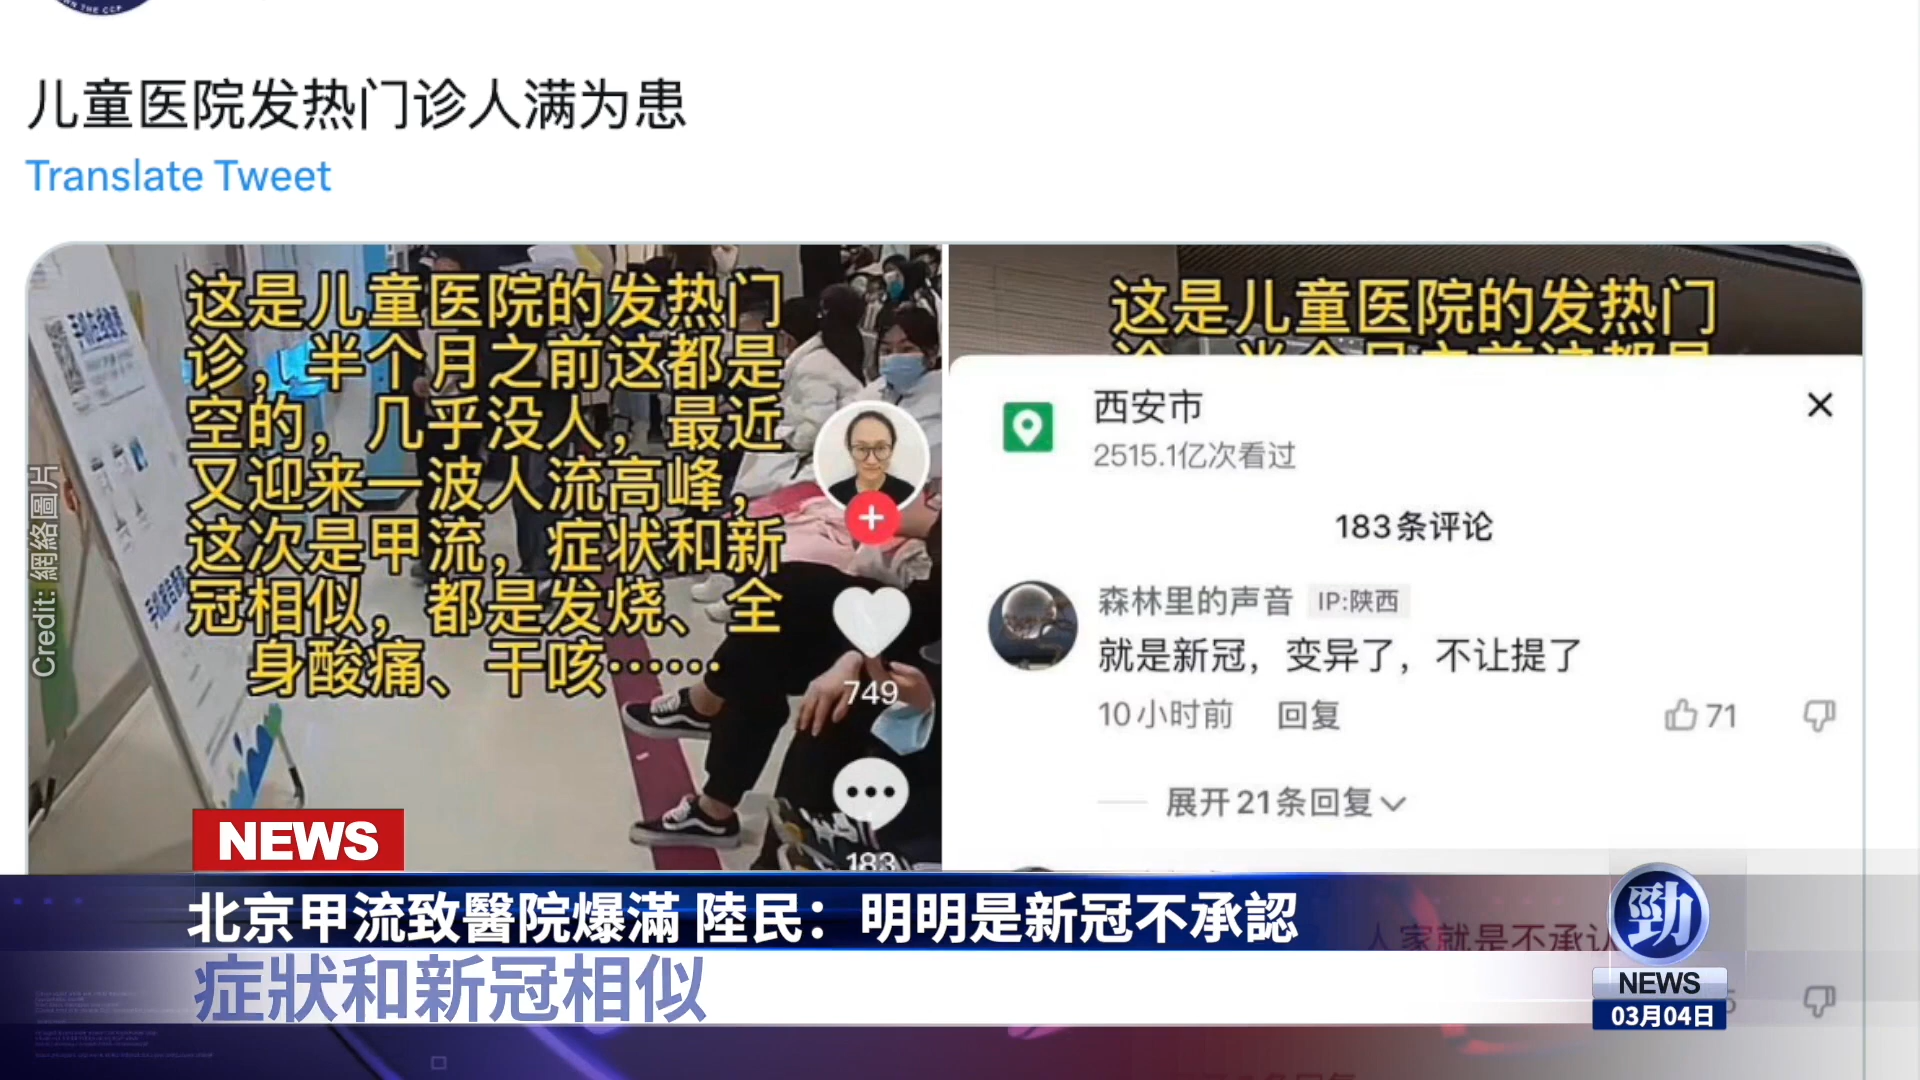 儿童医院发热门诊人满为患
Translate Tweet
这是儿童医院的发热门
诊，半个月之前这都是
空的，几乎没人，最近
又迎来一波人流高峰，
这次是甲流，症状和新
冠相似，都是发烧、全
身酸痛、干咳……
749
183
Credit: 網絡圖片
这是儿童医院的发热门
西安市
2515.1亿次看过
183条评论
森林里的声音 IP:陕西
就是新冠，变异了，不让提了
10小时前 回复 71
展开21条回复
人家就是不承认
NEWS
北京甲流致醫院爆滿 陸民：明明是新冠不承認
症狀和新冠相似
勁
NEWS
03月04日